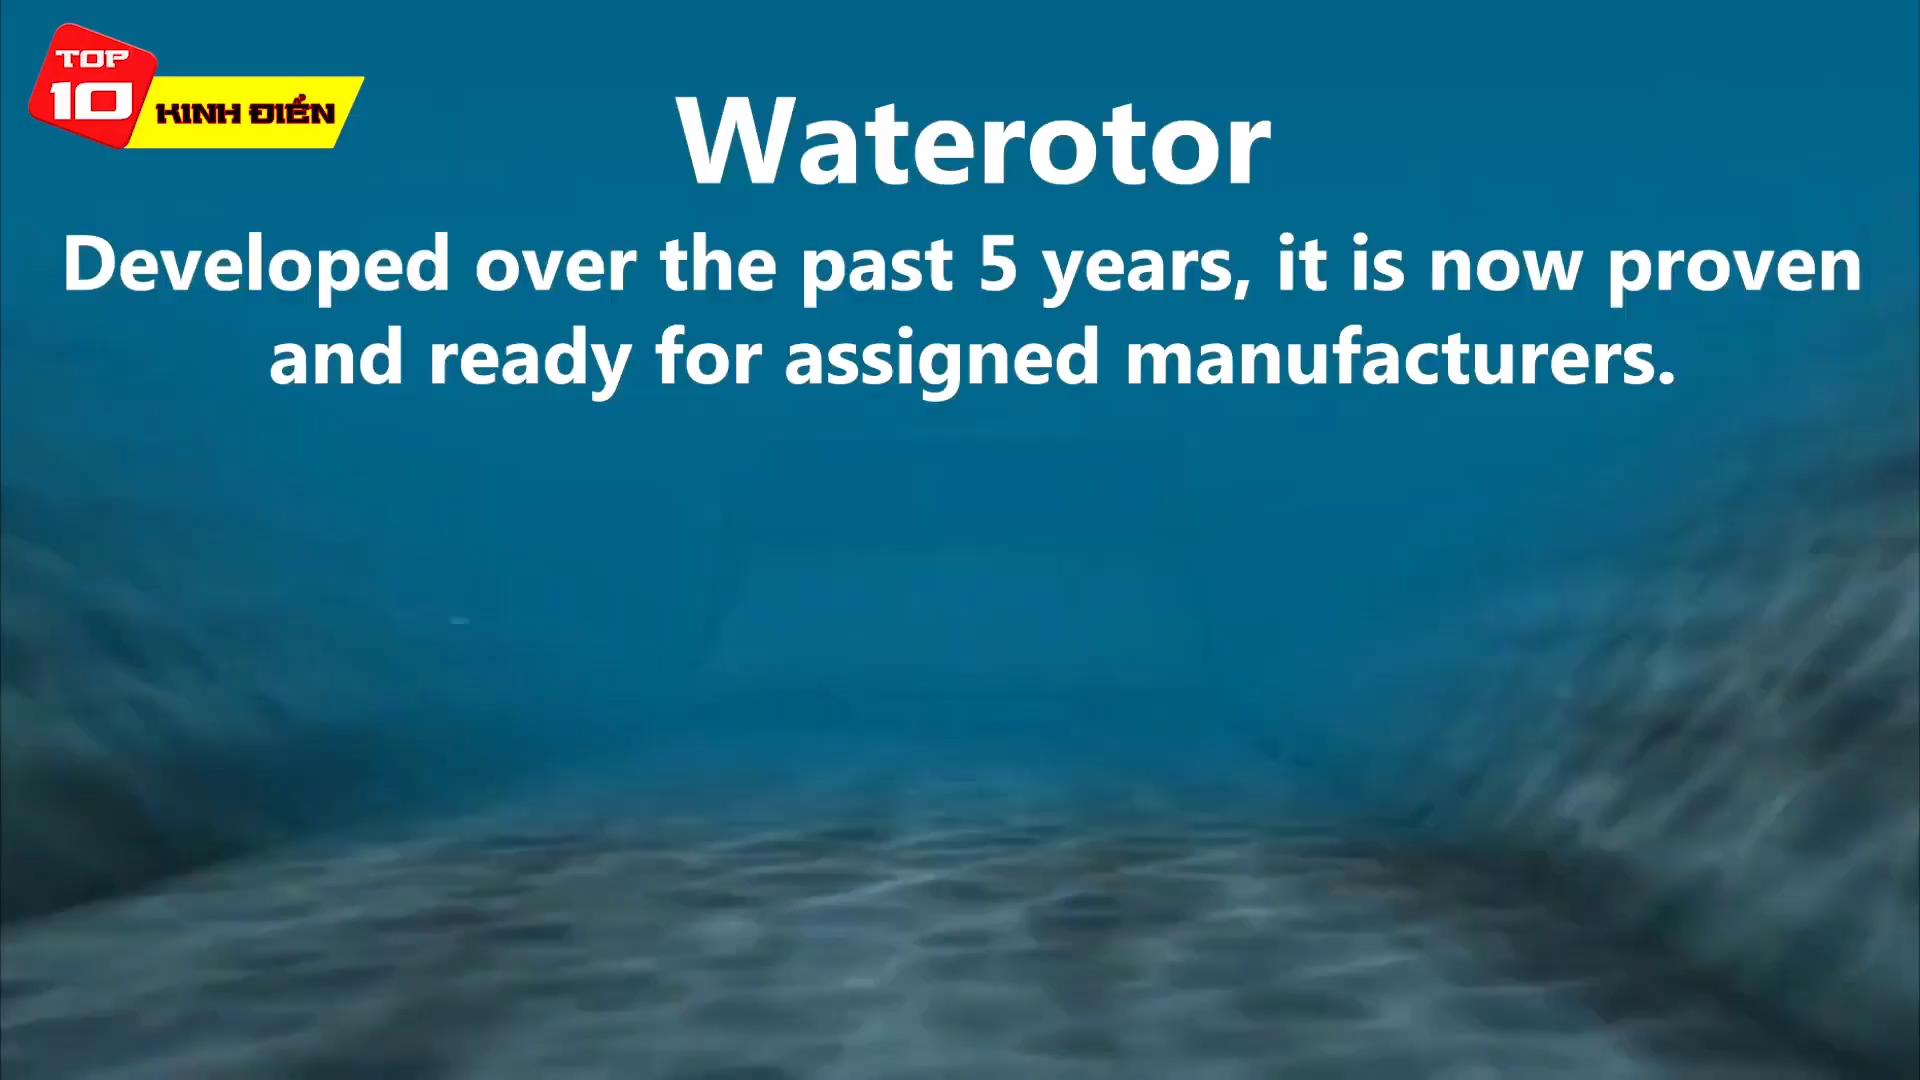 TOP
10
KINH ĐIỂN
Waterotor
Developed over the past 5 years, it is now proven
and ready for assigned manufacturers.